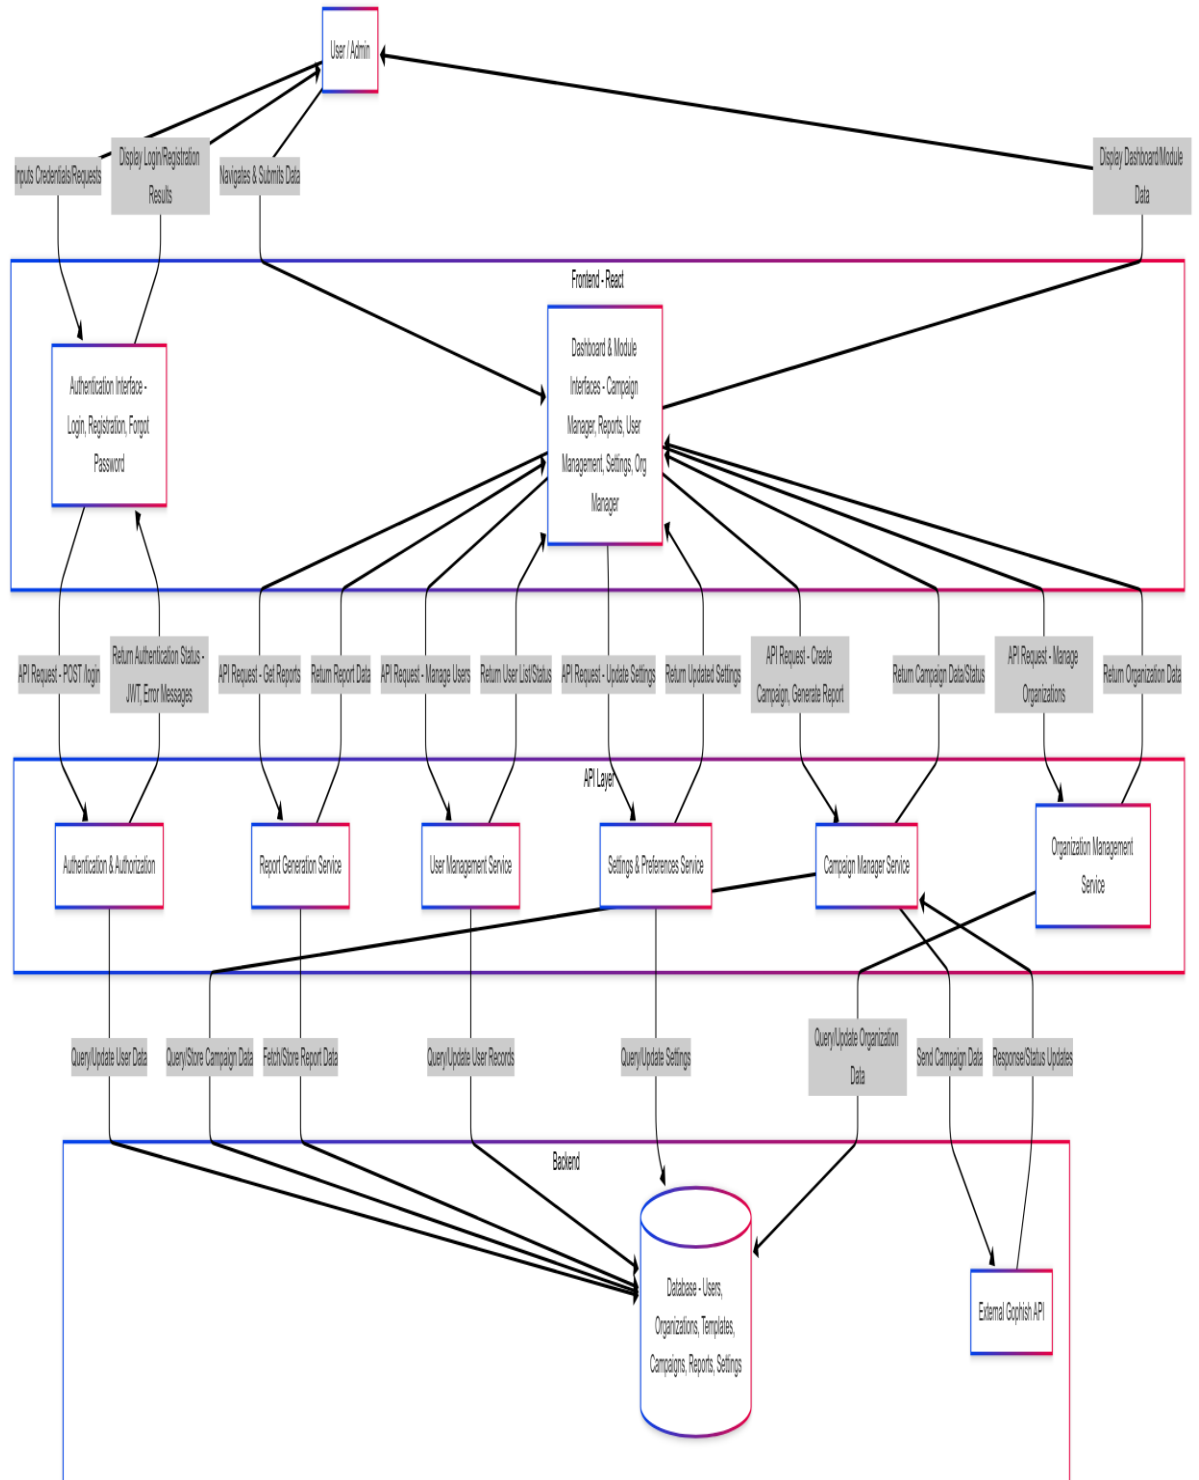 User / Admin
Inputs Credentials/Requests
Display Login/Registration
Results
Navigates & Submits Data
Display Dashboard/Module
Data
Frontend - React
Authentication Interface -
Login, Registration, Forgot
Password
Dashboard & Module
Interfaces - Campaign
Manager, Reports, User
Management, Settings, Org
Manager
API Request - POST /login
Return Authentication Status -
JWT, Error Messages
API Request - Get Reports
Return Report Data
API Request - Manage Users
Return User List/Status
API Request - Update Settings
Return Updated Settings
API Request - Create
Campaign, Generate Report
Return Campaign Data/Status
API Request - Manage
Organizations
Return Organization Data
API Layer
Authentication & Authorization
Report Generation Service
User Management Service
Settings & Preferences Service
Campaign Manager Service
Organization Management
Service
Query/Update User Data
Query/Store Campaign Data
Fetch/Store Report Data
Query/Update User Records
Query/Update Settings
Query/Update Organization
Data
Send Campaign Data
Response/Status Updates
Backend
Database - Users,
Organizations, Templates,
Campaigns, Reports, Settings
External Gophish API